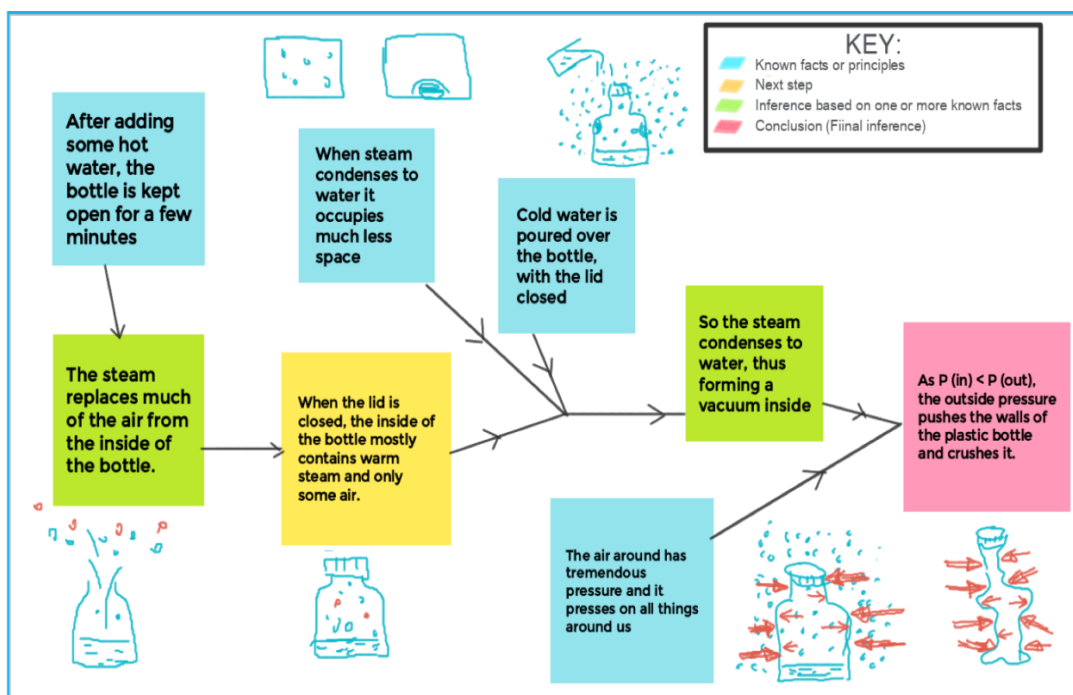 KEY:
Known facts or principles
Next step
Inference based on one or more known facts
Conclusion (Fiinal inference)
After adding
some hot
water, the
bottle is kept
open for a few
minutes
When steam
condenses to
water it
occupies
much less
space
Cold water is
poured over
the bottle,
with the lid
closed
The steam
replaces much
of the air from
the inside of
the bottle.
When the lid is
closed, the inside of
the bottle mostly
contains warm
steam and only
some air.
So the steam
condenses to
water, thus
forming a
vacuum inside
As P (in) < P (out),
the outside pressure
pushes the walls of
the plastic bottle
and crushes it.
The air around has
tremendous
pressure and it
presses on all things
around us